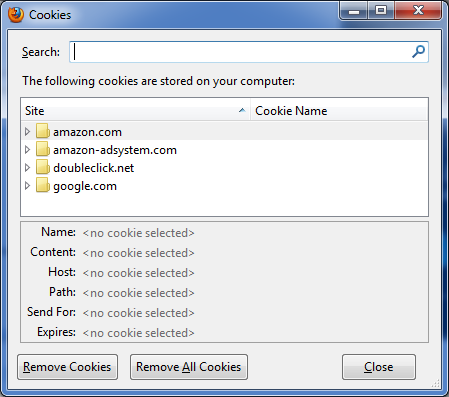 Cookies
Search:
The following cookies are stored on your computer:
Site Cookie Name
amazon.com
amazon-adsystem.com
doubleclick.net
google.com
Name: <no cookie selected>
Content: <no cookie selected>
Host: <no cookie selected>
Path: <no cookie selected>
Send For: <no cookie selected>
Expires: <no cookie selected>
Remove Cookies Remove All Cookies Close